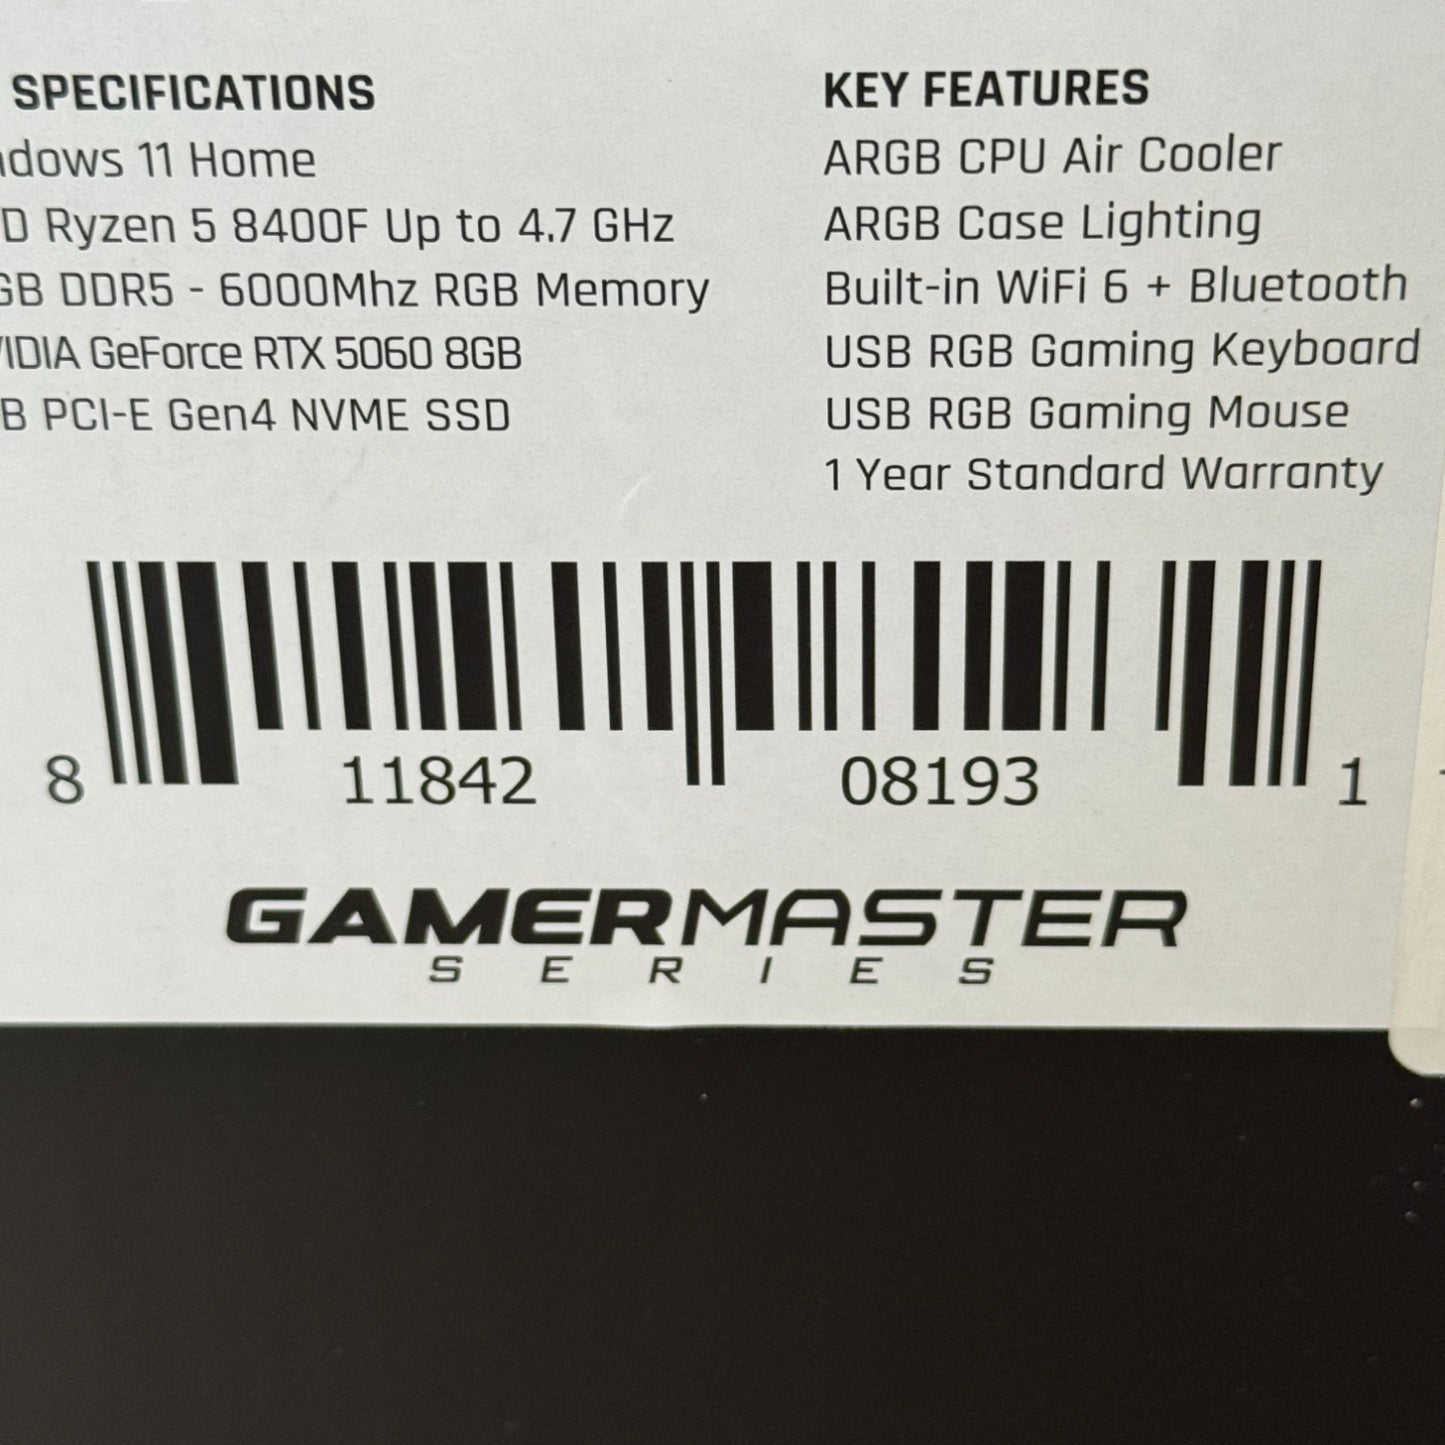 SPECIFICATIONS
dows 11 Home
D Ryzen 5 8400F Up to 4.7 GHz
GB DDR5 - 6000Mhz RGB Memory
VIDIA GeForce RTX 5060 8GB
B PCI-E Gen4 NVME SSD
KEY FEATURES
ARGB CPU Air Cooler
ARGB Case Lighting
Built-in WiFi 6 + Bluetooth
USB RGB Gaming Keyboard
USB RGB Gaming Mouse
1 Year Standard Warranty
8 11842 08193 1
GAMERMASTER
SERIES